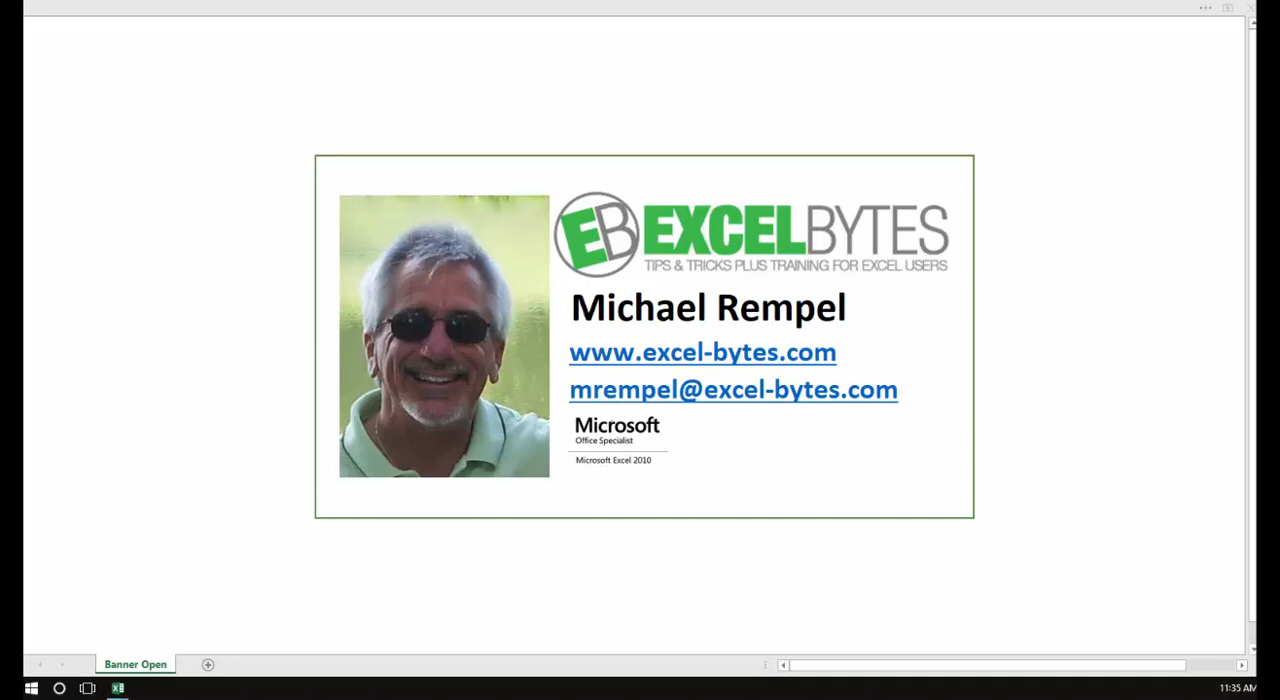 EB EXCELBYTES
TIPS & TRICKS PLUS TRAINING FOR EXCEL USERS
Michael Rempel
www.excel-bytes.com
mrempel@excel-bytes.com
Microsoft
Office Specialist
Microsoft Excel 2010
Banner Open
11:35 AM